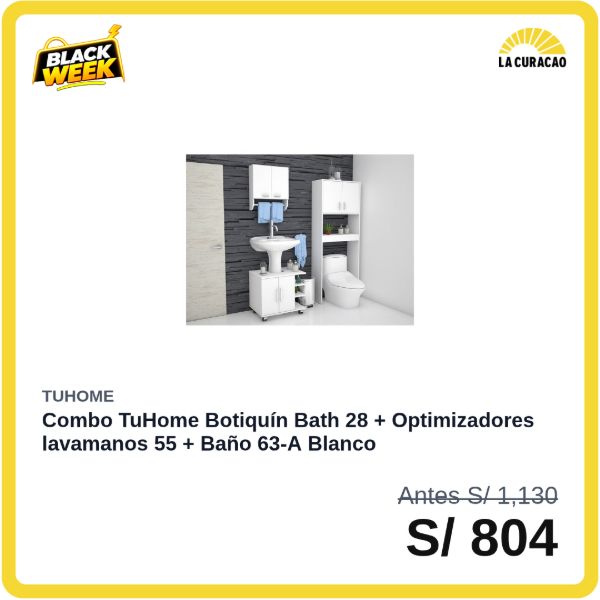 BLACK
WEEK
LA CURACAO
TUHOME
Combo TuHome Botiquín Bath 28 + Optimizadores
lavamanos 55 + Baño 63-A Blanco
Antes S/ 1,130
S/ 804